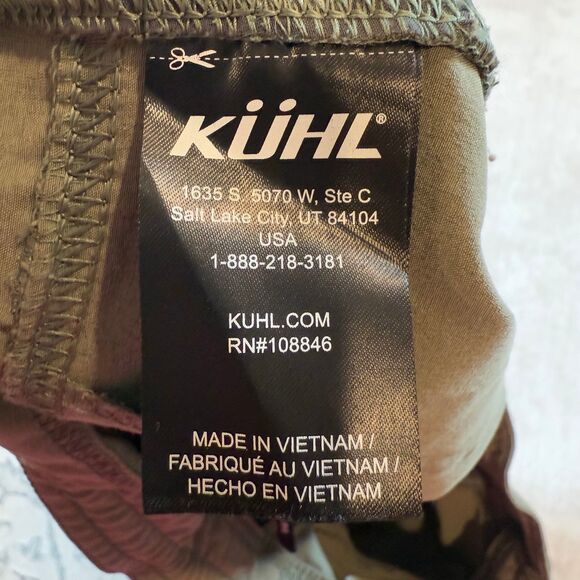 KÜHL®
1635 S. 5070 W, Ste C
Salt Lake City, UT 84104
USA
1-888-218-3181
KUHL.COM
RN#108846
MADE IN VIETNAM /
FABRIQUÉ AU VIETNAM /
HECHO EN VIETNAM